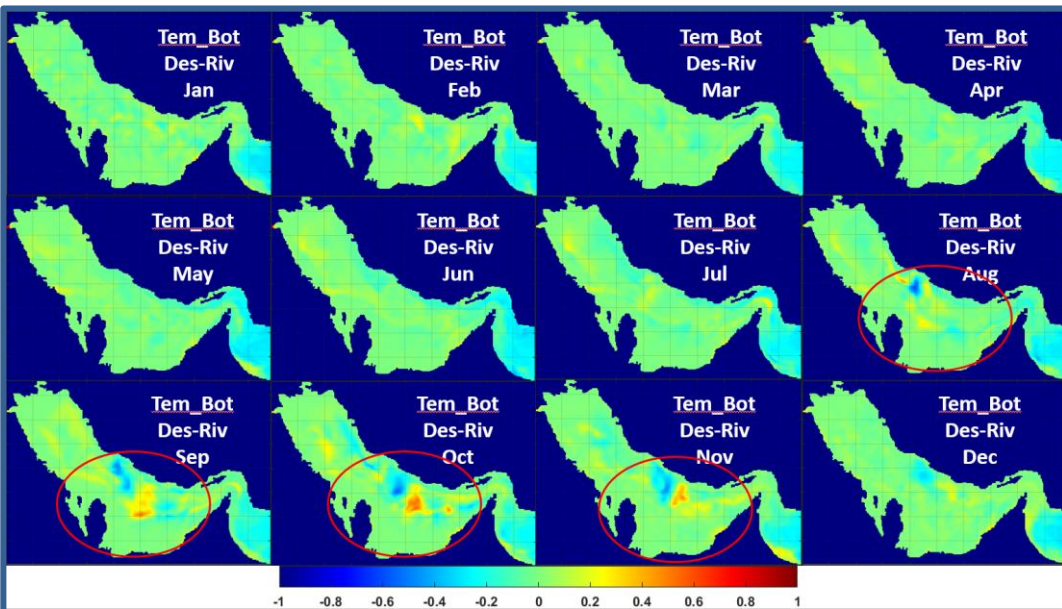 Tem_Bot
Des-Riv
Jan
Tem_Bot
Des-Riv
Feb
Tem_Bot
Des-Riv
Mar
Tem_Bot
Des-Riv
Apr
Tem_Bot
Des-Riv
May
Tem_Bot
Des-Riv
Jun
Tem_Bot
Des-Riv
Jul
Tem_Bot
Des-Riv
Aug
Tem_Bot
Des-Riv
Sep
Tem_Bot
Des-Riv
Oct
Tem_Bot
Des-Riv
Nov
Tem_Bot
Des-Riv
Dec
-1 -0.8 -0.6 -0.4 -0.2 0 0.2 0.4 0.6 0.8 1